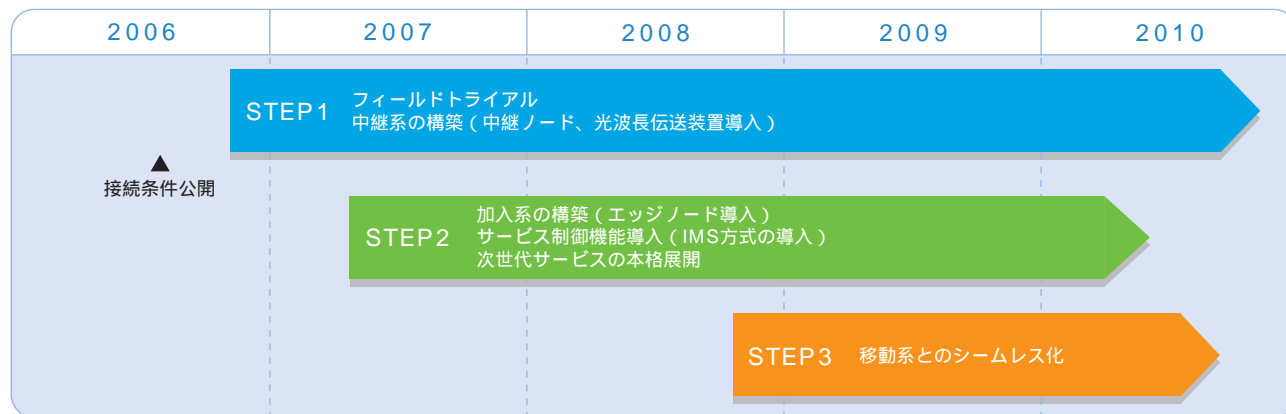 2006 2007 2008 2009 2010
STEP1
フィールドトライアル
中継系の構築(中継ノード、光波長伝送装置導入)
▲
接続条件公開
STEP2
加入系の構築(エッジノード導入)
サービス制御機能導入(IMS方式の導入)
次世代サービスの本格展開
STEP3 移動系とのシームレス化